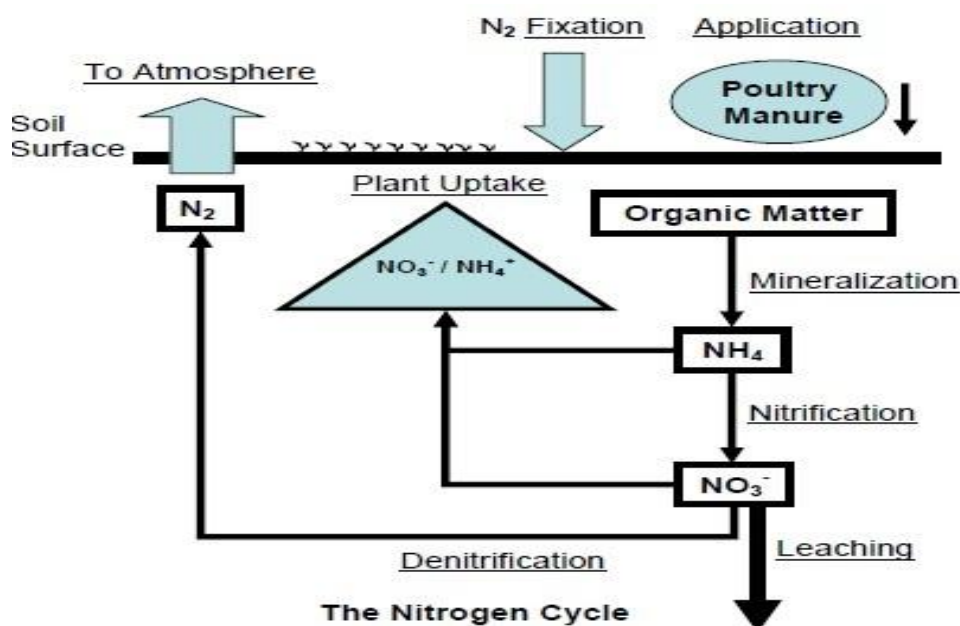 N₂ Fixation
Application
To Atmosphere
Poultry
Manure
Soil
Surface
Plant Uptake
N₂
Organic Matter
NO₃⁻ / NH₄⁺
Mineralization
NH₄
Nitrification
NO₃⁻
Leaching
Denitrification
The Nitrogen Cycle